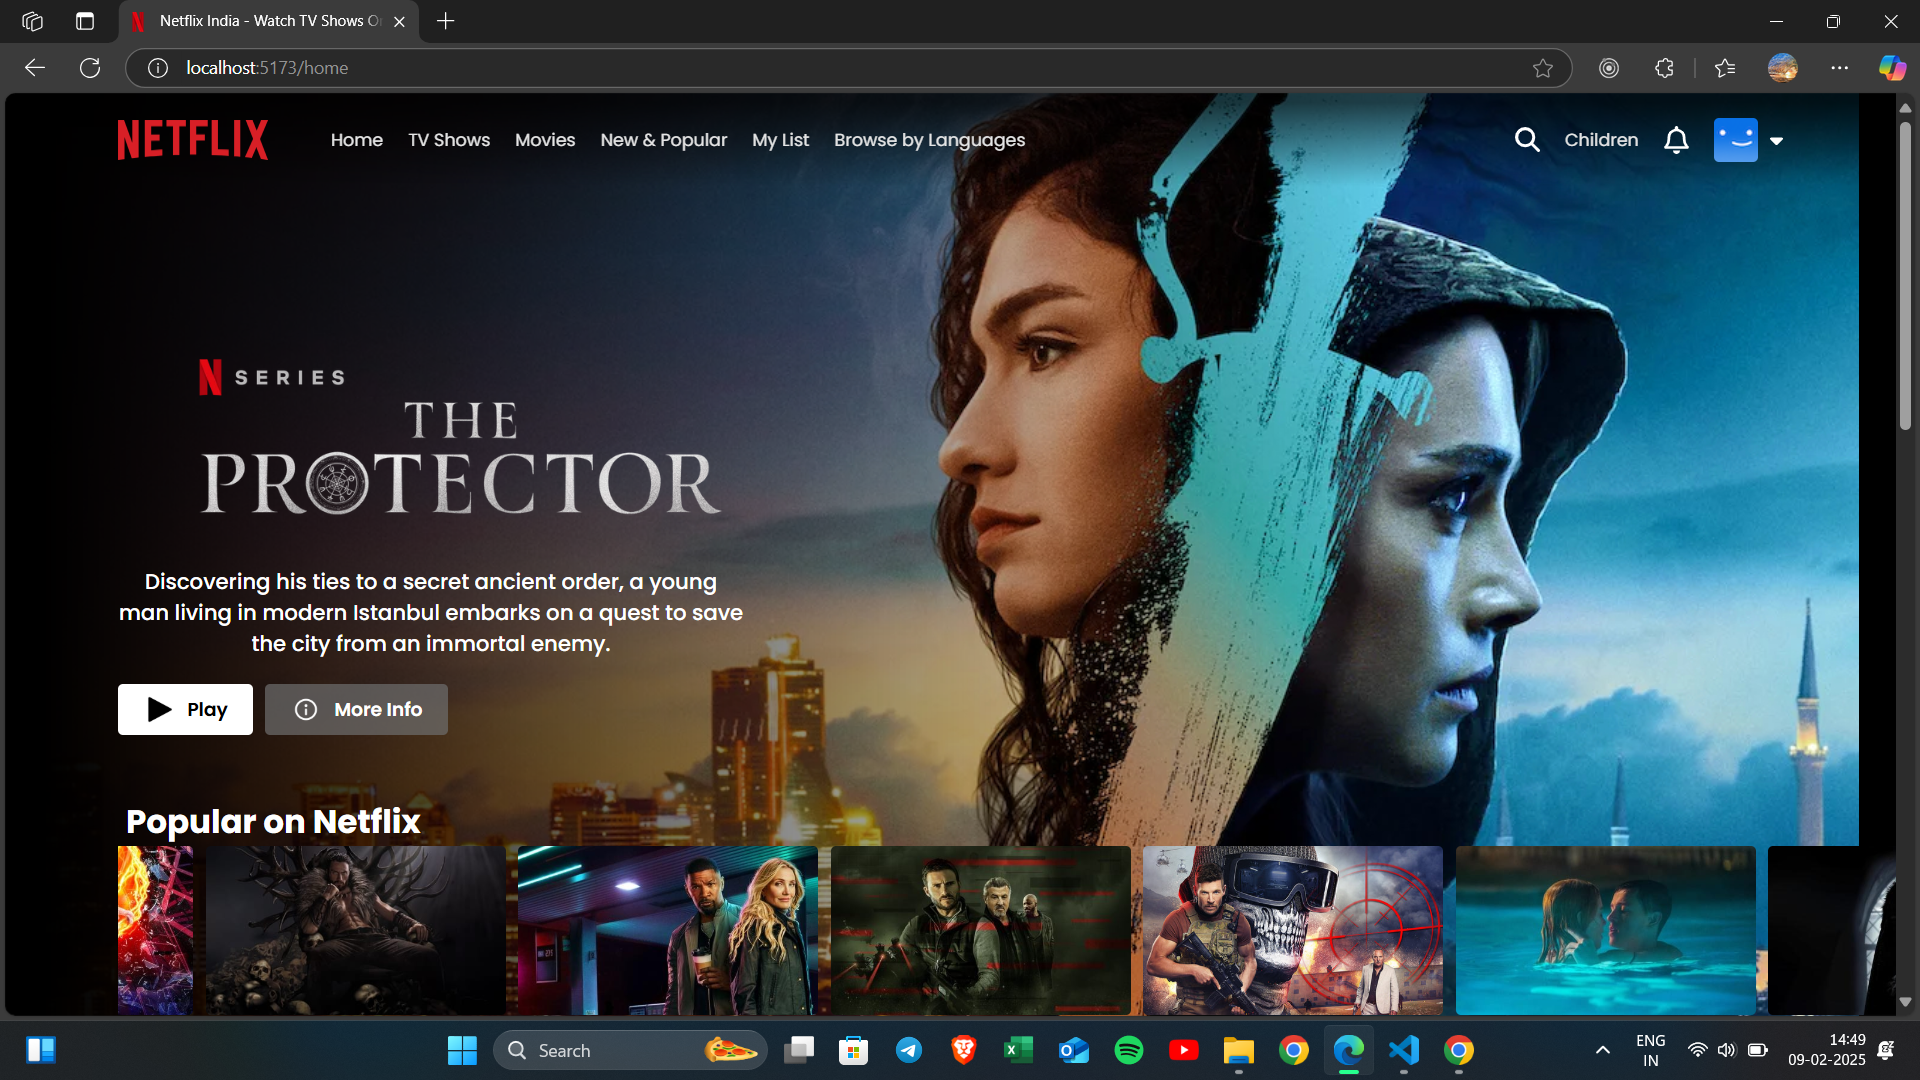 Netflix India - Watch TV Shows O
localhost:5173/home
NETFLIX
Home TV Shows Movies New & Popular My List Browse by Languages
Children
N SERIES
THE
PROTECTOR
Discovering his ties to a secret ancient order, a young
man living in modern Istanbul embarks on a quest to save
the city from an immortal enemy.
Play More Info
Popular on Netflix
Search
ENG
IN
14:49
09-02-2025